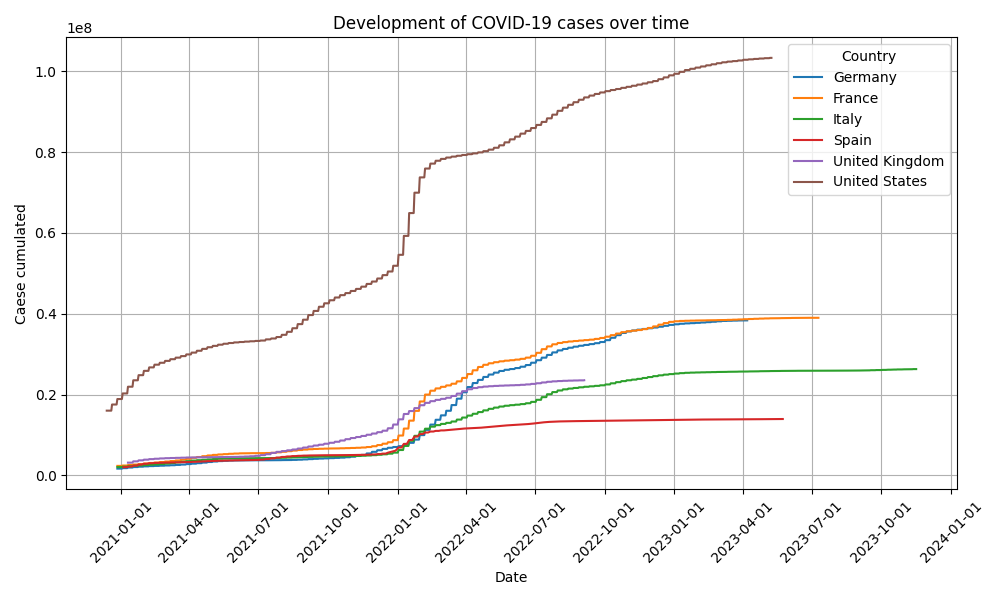 Development of COVID-19 cases over time
1e8
Country
Germany
France
Italy
Spain
United Kingdom
United States
1.0
0.8
0.6
0.4
0.2
0.0
Caese cumulated
2021-01-01
2021-04-01
2021-07-01
2021-10-01
2022-01-01
2022-04-01
2022-07-01
2022-10-01
2023-01-01
2023-04-01
2023-07-01
2023-10-01
2024-01-01
Date